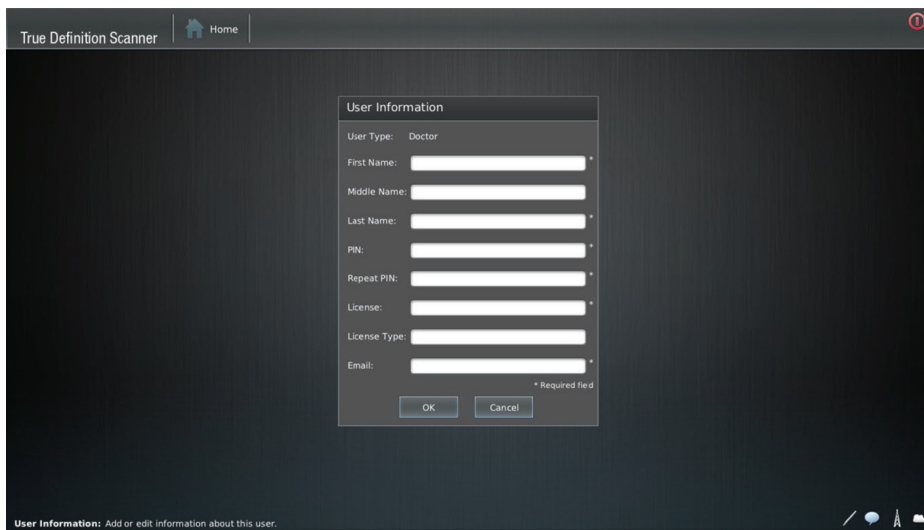 True Definition Scanner
Home
User Information
User Type: Doctor
First Name: *
Middle Name:
Last Name: *
PIN: *
Repeat PIN: *
License: *
License Type:
Email: *
* Required fied
OK Cancel
User Information: Add or edit information about this user.